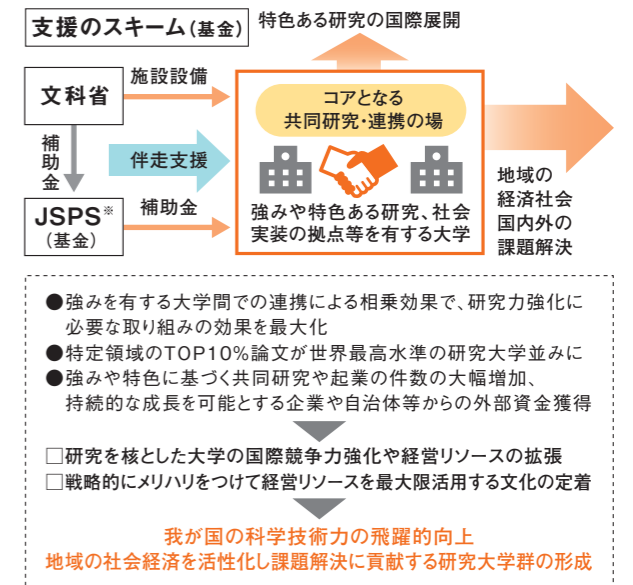 支援のスキーム(基金)
特色ある研究の国際展開
文科省
施設設備
補助金
伴走支援
JSPS※
(基金)
補助金
コアとなる
共同研究・連携の場
強みや特色ある研究、社会
実装の拠点等を有する大学
地域の
経済社会
国内外の
課題解決
●強みを有する大学間での連携による相乗効果で、研究力強化に
必要な取り組みの効果を最大化
●特定領域のTOP10%論文が世界最高水準の研究大学並みに
●強みや特色に基づく共同研究や起業の件数の大幅増加、
持続的な成長を可能とする企業や自治体等からの外部資金獲得
□研究を核とした大学の国際競争力強化や経営リソースの拡張
□戦略的にメリハリをつけて経営リソースを最大限活用する文化の定着
我が国の科学技術力の飛躍的向上
地域の社会経済を活性化し課題解決に貢献する研究大学群の形成